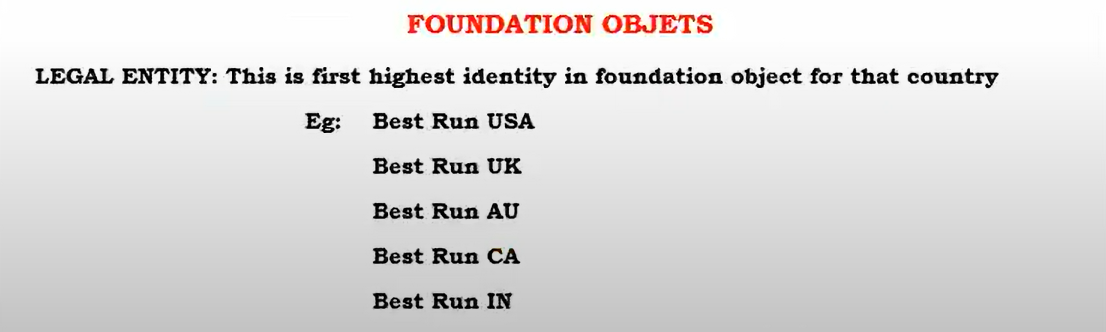 FOUNDATION OBJETS
LEGAL ENTITY: This is first highest identity in foundation object for that country
Eg: Best Run USA
Best Run UK
Best Run AU
Best Run CA
Best Run IN